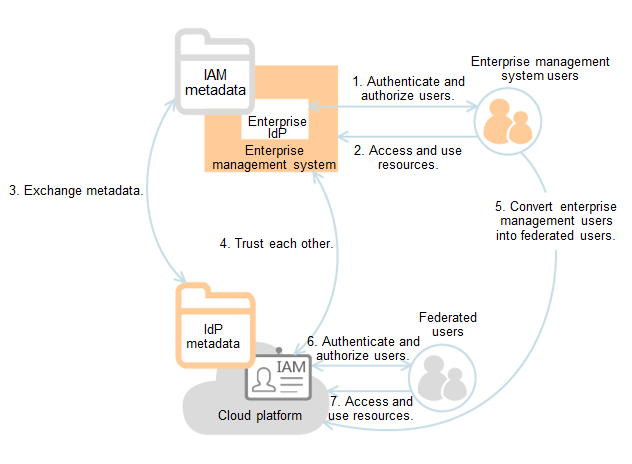 IAM
metadata
Enterprise
IdP
Enterprise
management system
1. Authenticate and
authorize users.
Enterprise management
system users
2. Access and use
resources.
3. Exchange metadata.
4. Trust each other.
5. Convert enterprise
management users
into federated users.
IdP
metadata
IAM
Cloud platform
6. Authenticate and
authorize users.
Federated
users
7. Access and
use resources.